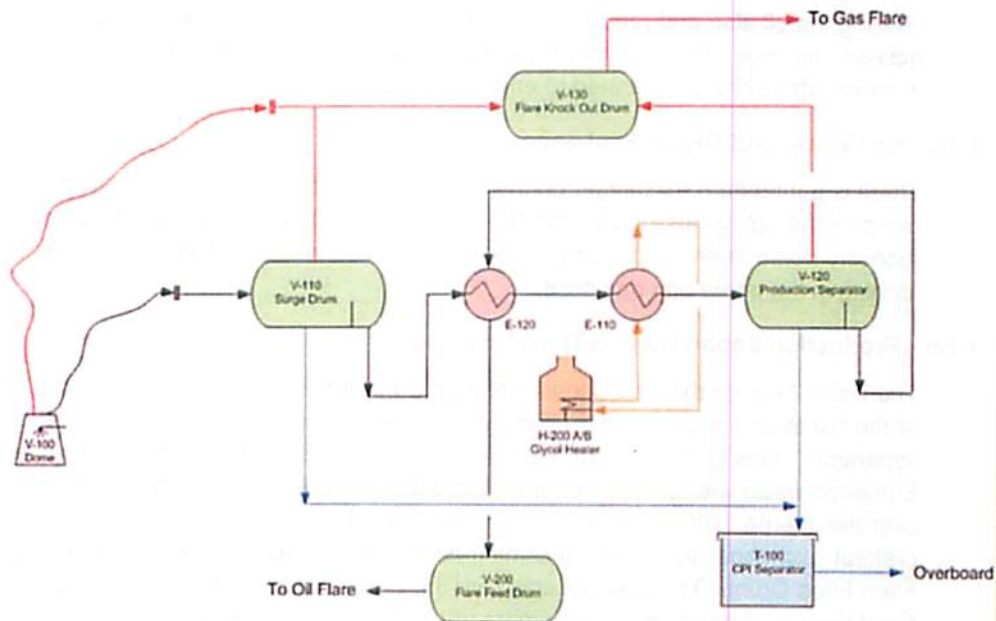 To Gas Flare
V-130
Flare Knock Out Drum
V-110
Surge Drum
V-120
Production Separator
E-120
E-110
V-100
Dome
H-200 A/B
Glycol Heater
T-100
CPI Separator
Overboard
To Oil Flare
V-200
Flare Feed Drum